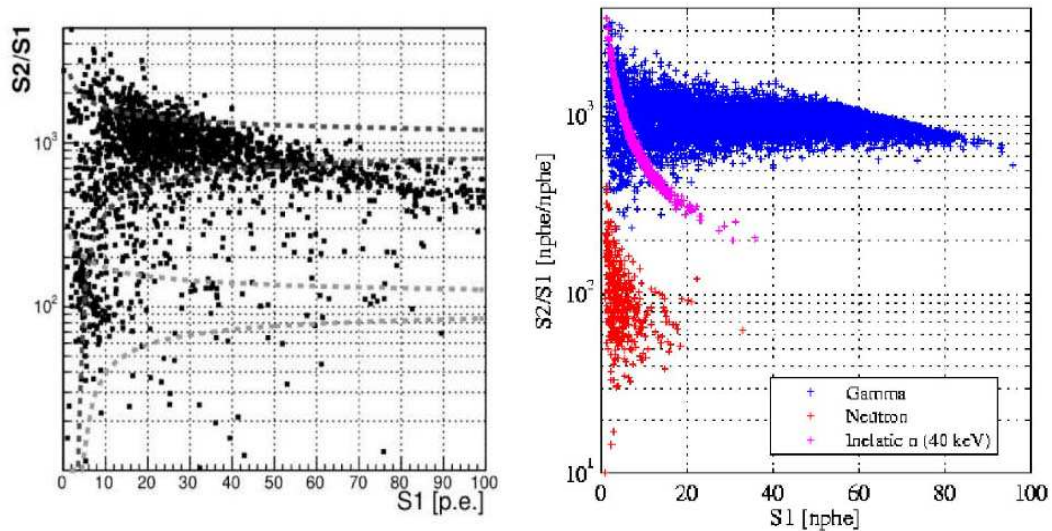 S2/S1
10³
10²
0 10 20 30 40 50 60 70 80 90 100
S1 [p.e.]
S2/S1 [nphe/nphe]
10³
10²
10¹
0 20 40 60 80 100
S1 [nphe]
Gamma
Neutron
Inelatic n (40 keV)